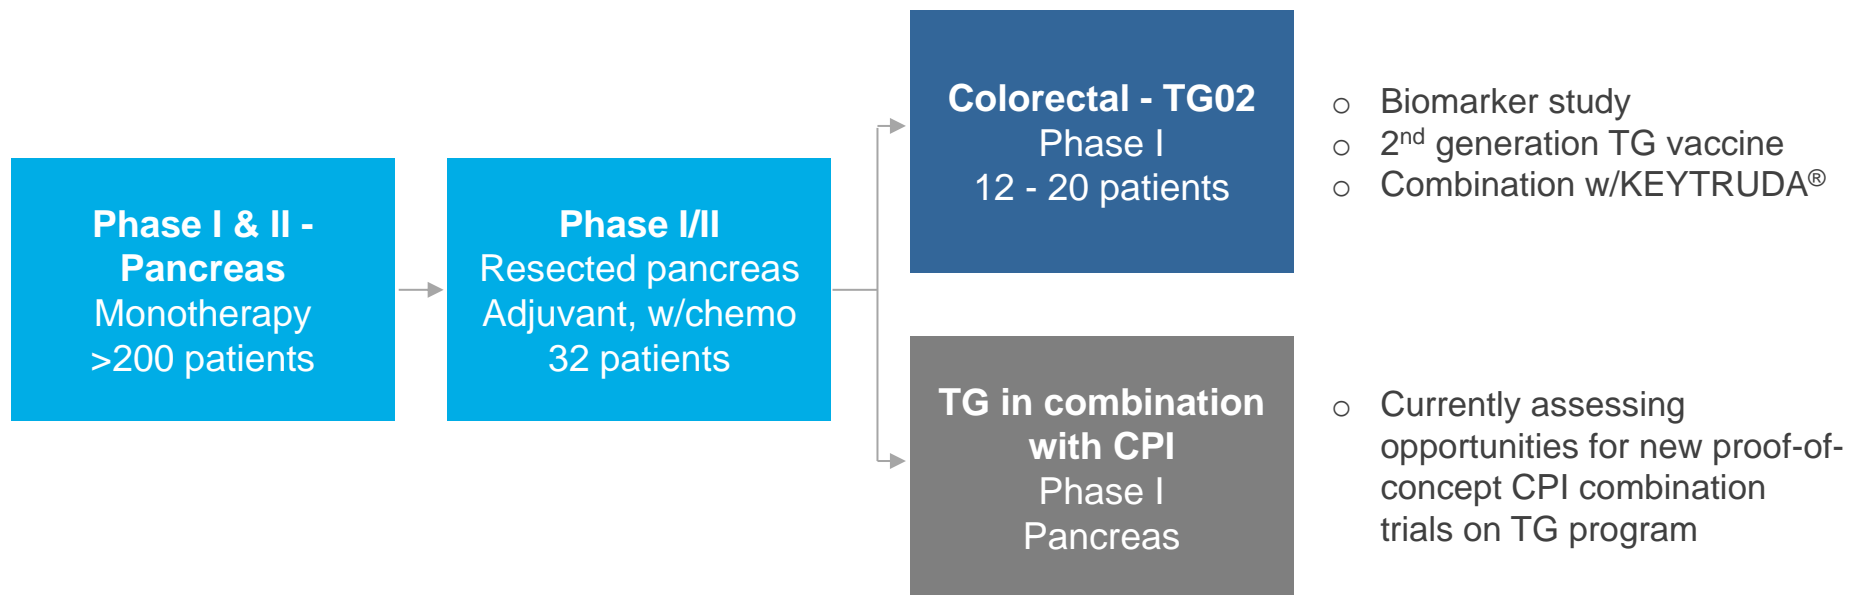 Phase I & II -
Pancreas
Monotherapy
>200 patients
Phase I/II
Resected pancreas
Adjuvant, w/chemo
32 patients
Colorectal - TG02
Phase I
12 - 20 patients
○ Biomarker study
○ 2nd generation TG vaccine
○ Combination w/KEYTRUDA®
TG in combination
with CPI
Phase I
Pancreas
○ Currently assessing
opportunities for new proof-of-
concept CPI combination
trials on TG program